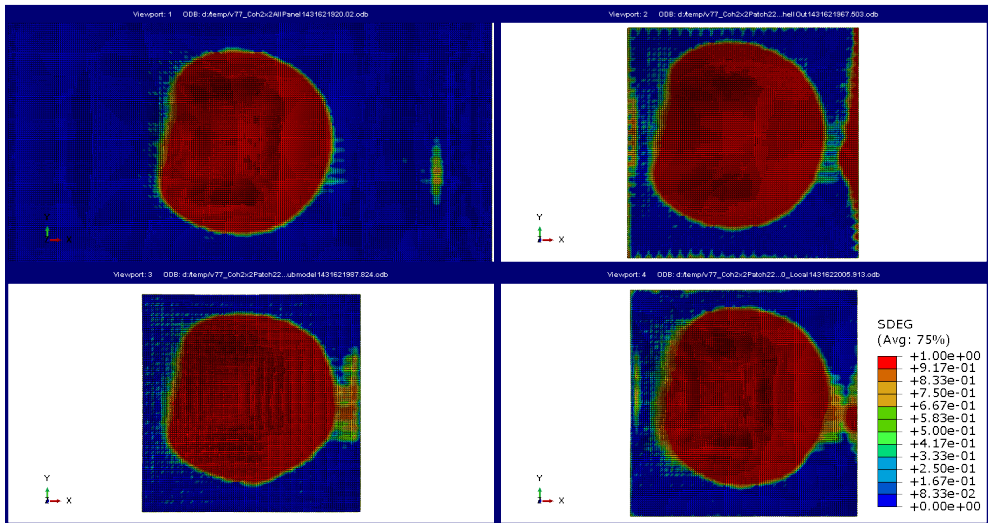 Viewport: 1 ODB: d:/temp/v77_Coh2x2AllPanel1431621920.02.odb
Viewport: 2 ODB: d:/temp/v77_Coh2x2Patch22...hellOut1431621967.503.odb
Y
X
Y
X
Viewport: 3 ODB: d:/temp/v77_Coh2x2Patch22...ubmodel1431621987.824.odb
Viewport: 4 ODB: d:/temp/v77_Coh2x2Patch22...0_Local1431622005.913.odb
SDEG
(Avg: 75%)
+1.00e+00
+9.17e-01
+8.33e-01
+7.50e-01
+6.67e-01
+5.83e-01
+5.00e-01
+4.17e-01
+3.33e-01
+2.50e-01
+1.67e-01
+8.33e-02
+0.00e+00
Y
Z X
Y
Z X